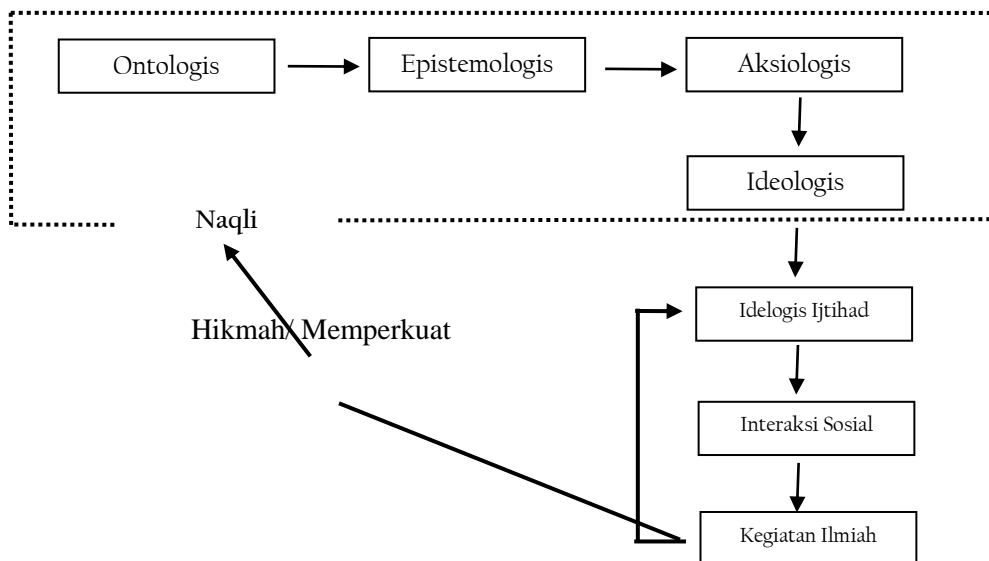 Ontologis
Epistemologis
Aksiologis
Ideologis
Naqli
Idelogis Ijtihad
Hikmah/ Memperkuat
Interaksi Sosial
Kegiatan Ilmiah